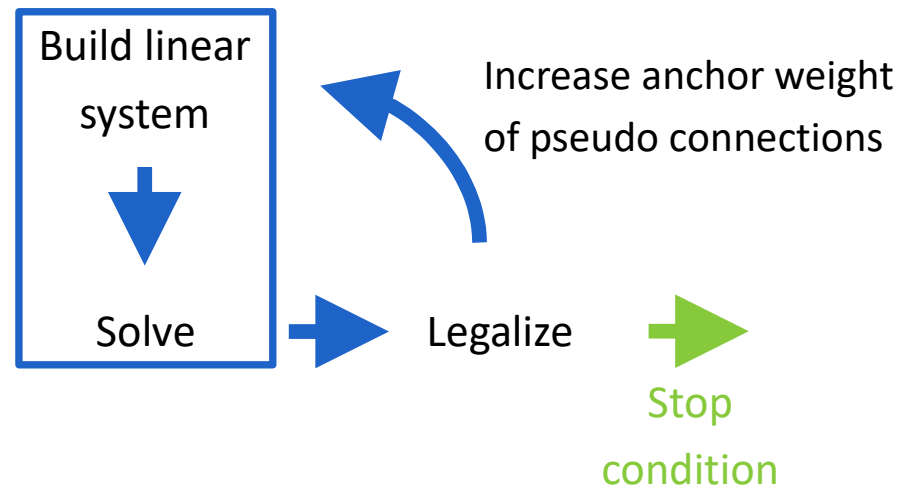 Build linear
system
Increase anchor weight
of pseudo connections
Solve
Legalize
Stop
condition